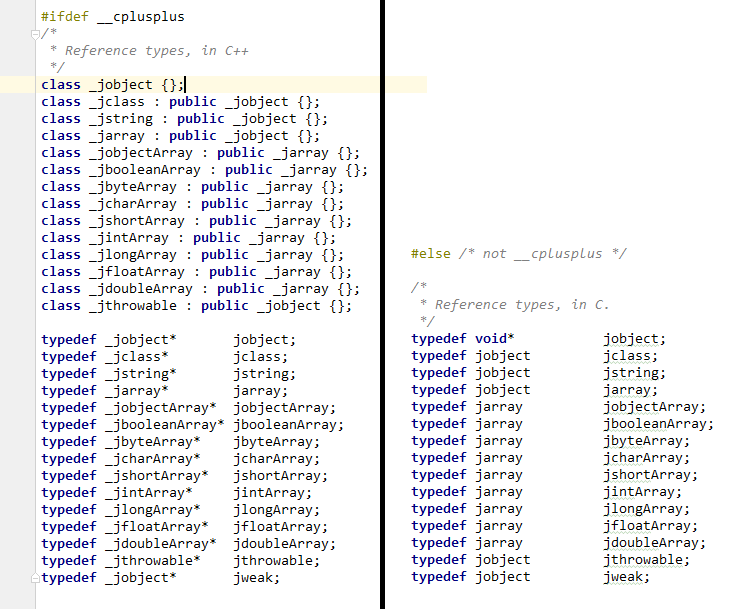 #ifdef __cplusplus
/*
 * Reference types, in C++
 */
class _jobject {};
class _jclass : public _jobject {};
class _jstring : public _jobject {};
class _jarray : public _jobject {};
class _jobjectArray : public _jarray {};
class _jbooleanArray : public _jarray {};
class _jbyteArray : public _jarray {};
class _jcharArray : public _jarray {};
class _jshortArray : public _jarray {};
class _jintArray : public _jarray {};
class _jlongArray : public _jarray {};
class _jfloatArray : public _jarray {};
class _jdoubleArray : public _jarray {};
class _jthrowable : public _jobject {};
typedef _jobject*       jobject;
typedef _jclass*        jclass;
typedef _jstring*       jstring;
typedef _jarray*        jarray;
typedef _jobjectArray*  jobjectArray;
typedef _jbooleanArray* jbooleanArray;
typedef _jbyteArray*    jbyteArray;
typedef _jcharArray*    jcharArray;
typedef _jshortArray*   jshortArray;
typedef _jintArray*     jintArray;
typedef _jlongArray*    jlongArray;
typedef _jfloatArray*   jfloatArray;
typedef _jdoubleArray*  jdoubleArray;
typedef _jthrowable*    jthrowable;
typedef _jobject*       jweak;
#else /* not __cplusplus */
/*
 * Reference types, in C.
 */
typedef void*           jobject;
typedef jobject         jclass;
typedef jobject         jstring;
typedef jobject         jarray;
typedef jarray          jobjectArray;
typedef jarray          jbooleanArray;
typedef jarray          jbyteArray;
typedef jarray          jcharArray;
typedef jarray          jshortArray;
typedef jarray          jintArray;
typedef jarray          jlongArray;
typedef jarray          jfloatArray;
typedef jarray          jdoubleArray;
typedef jobject         jthrowable;
typedef jobject         jweak;